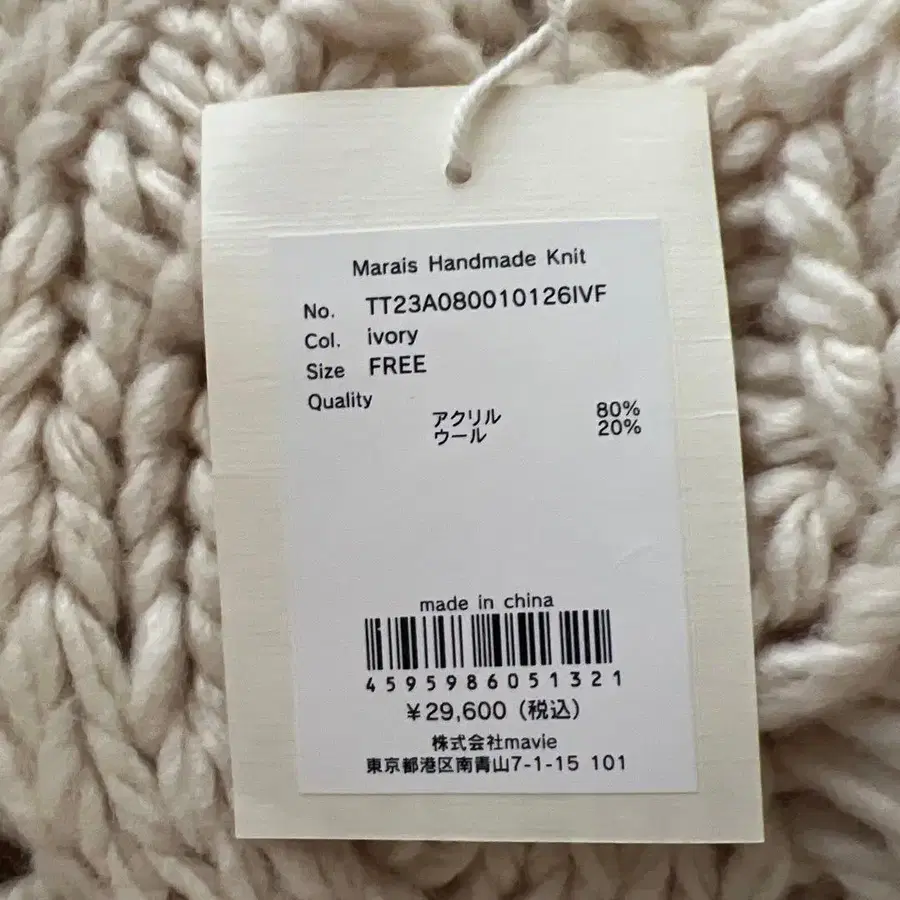 Marais Handmade Knit
No. TT23A080010126IVF
Col. ivory
Size FREE
Quality
アクリル 80%
ウール 20%
made in china
4595986051321
¥29,600（税込）
株式会社mavie
東京都港区南青山7-1-15 101